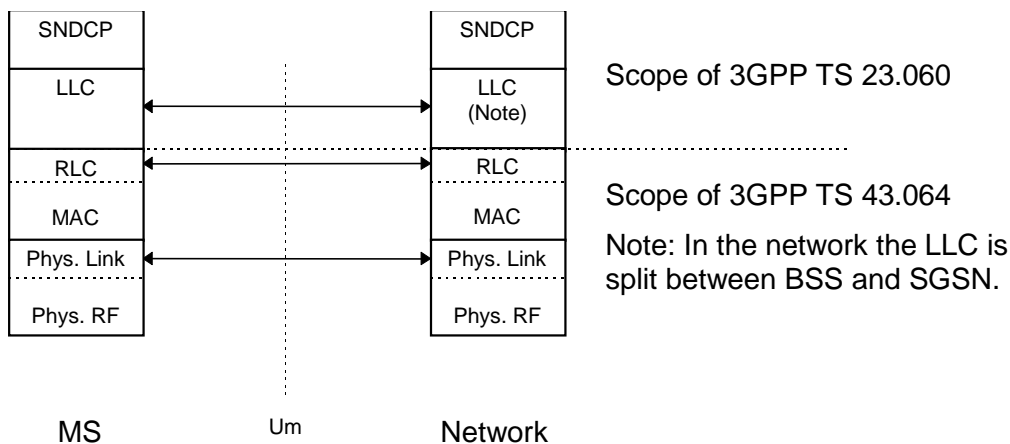 SNDCP
LLC
RLC
MAC
Phys. Link
Phys. RF
MS
Um
SNDCP
LLC
(Note)
RLC
MAC
Phys. Link
Phys. RF
Network
Scope of 3GPP TS 23.060
Scope of 3GPP TS 43.064
Note: In the network the LLC is
split between BSS and SGSN.